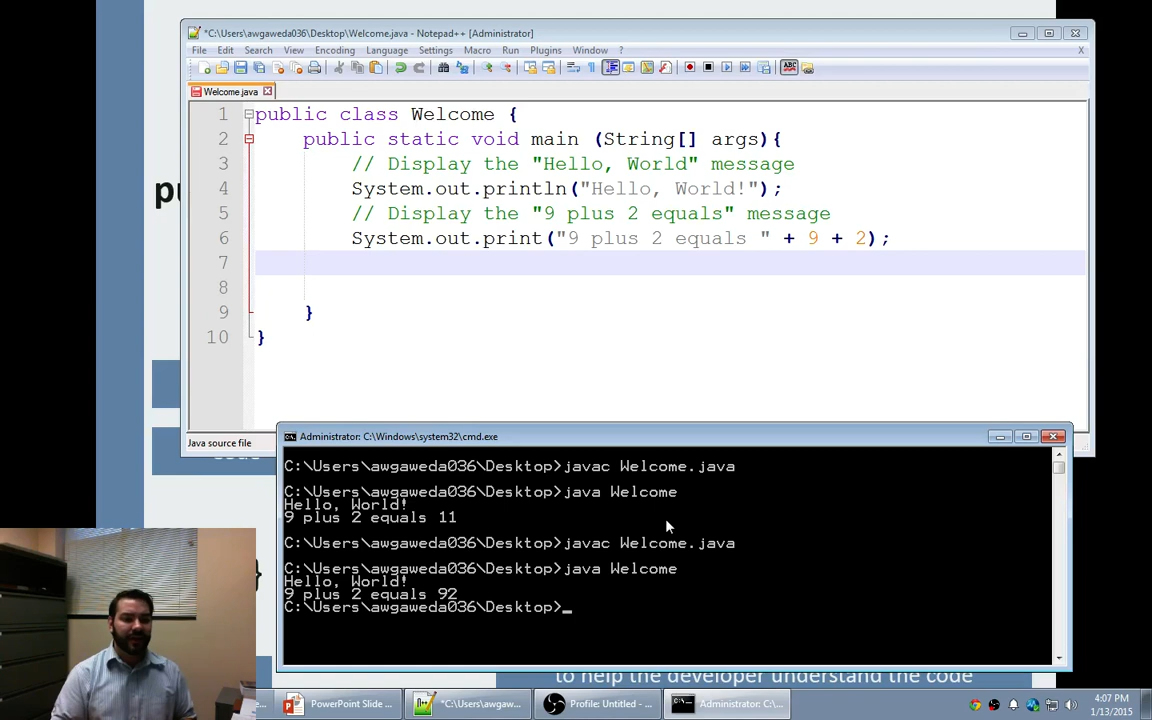 *C:\Users\awgaweda036\Desktop\Welcome.java - Notepad++ [Administrator]
File Edit Search View Encoding Language Settings Macro Run Plugins Window ? X
Welcome.java
1 public class Welcome {
2 public static void main (String[] args){
3 // Display the "Hello, World" message
4 System.out.println("Hello, World!");
5 // Display the "9 plus 2 equals" message
6 System.out.print("9 plus 2 equals " + 9 + 2);
7
8
9 }
10 }
Java source file
Administrator: C:\Windows\system32\cmd.exe
C:\Users\awgaweda036\Desktop>javac Welcome.java
C:\Users\awgaweda036\Desktop>java Welcome
Hello, World!
9 plus 2 equals 11
C:\Users\awgaweda036\Desktop>javac Welcome.java
C:\Users\awgaweda036\Desktop>java Welcome
Hello, World!
9 plus 2 equals 92
C:\Users\awgaweda036\Desktop>_
}
to help the developer understand the code
PowerPoint Slide ... *C:\Users\awgaw... Profile: Untitled - ... Administrator: C:\... 4:07 PM
1/13/2015